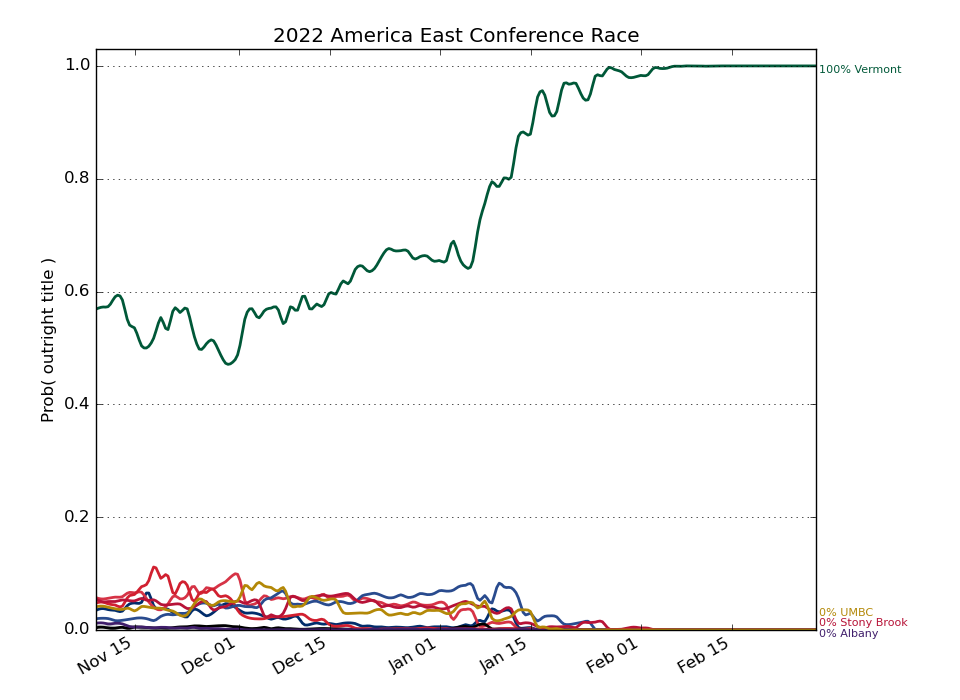 2022 America East Conference Race
1.0
0.8
0.6
0.4
0.2
0.0
Prob( outright title )
Nov 15
Dec 01
Dec 15
Jan 01
Jan 15
Feb 01
Feb 15
100% Vermont
0% UMBC
0% Stony Brook
0% Albany